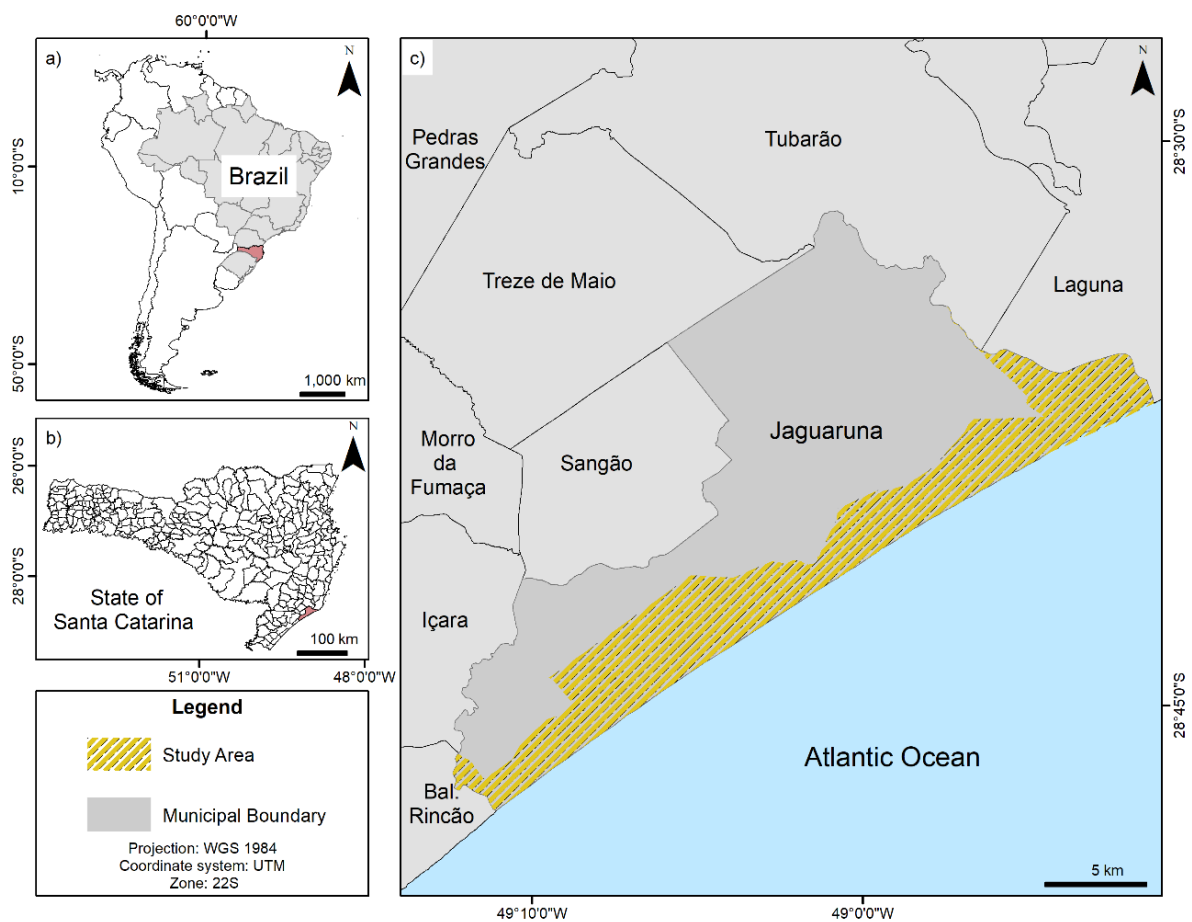 60°0'0"W
a)
N
10°0'0"S
Brazil
50°0'0"S
1,000 km
b)
N
28°0'0"S
28°0'0"S
State of
Santa Catarina
100 km
51°0'0"W
48°0'0"W
Legend
Study Area
Municipal Boundary
Projection: WGS 1984
Coordinate system: UTM
Zone: 22S
c)
N
Pedras
Grandes
Tubarão
28°30'0"S
Treze de Maio
Laguna
Jaguaruna
Morro
da
Fumaça
Sangão
Içara
28°45'0"S
Atlantic Ocean
Bal.
Rincão
5 km
49°10'0"W
49°0'0"W